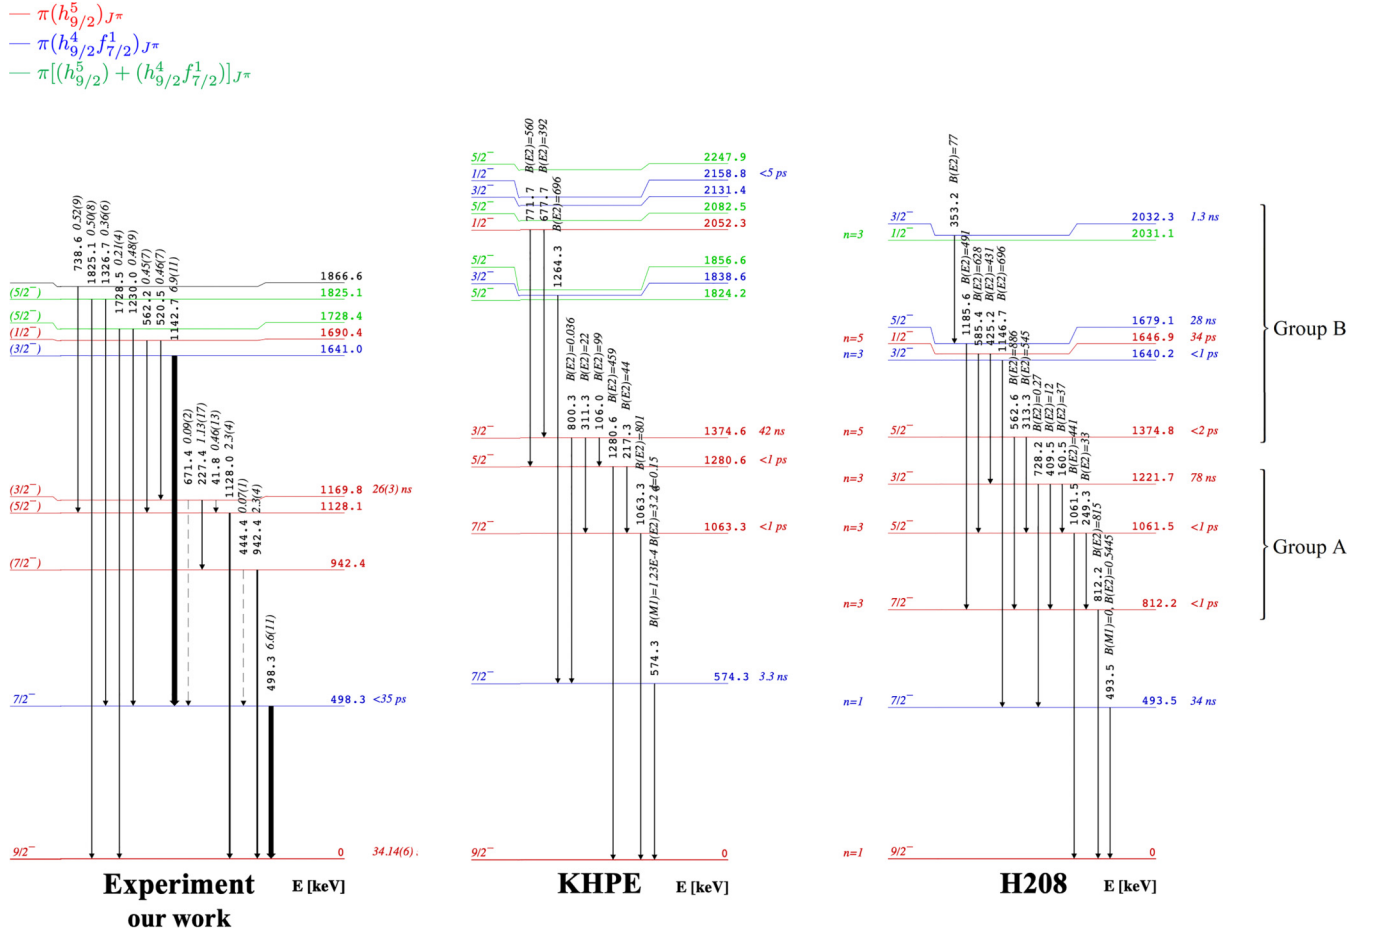 — π(h⁵₉/₂)Jπ
— π(h⁴₉/₂f¹₇/₂)Jπ
— π[(h⁵₉/₂) + (h⁴₉/₂f¹₇/₂)]Jπ
738.6 0.52(9)
1825.1 0.50(8)
1326.7 0.36(6)
1728.5 0.21(4)
1230.0 0.48(9)
562.2 0.45(7)
520.5 0.46(7)
1142.7 6.9(11)
1866.6
(5/2⁻) 1825.1
(5/2⁻) 1728.4
(1/2⁻) 1690.4
(3/2⁻) 1641.0
671.4 0.09(2)
227.4 1.13(17)
41.8 0.46(13)
1128.0 2.3(4)
444.4 0.07(1)
942.4 2.3(4)
(3/2⁻) 1169.8 26(3) ns
(5/2⁻) 1128.1
(7/2⁻) 942.4
498.3 6.6(11)
7/2⁻ 498.3 <35 ps
9/2⁻ 0 34.14(6) .
Experiment E [keV]
our work
771.7 B(E2)=560
677.7 B(E2)=392
1264.3 B(E2)=696
5/2⁻ 2247.9
1/2⁻ 2158.8 <5 ps
3/2⁻ 2131.4
5/2⁻ 2082.5
1/2⁻ 2052.3
5/2⁻ 1856.6
3/2⁻ 1838.6
5/2⁻ 1824.2
800.3 B(E2)=0.036
311.3 B(E2)=22
106.0 B(E2)=99
1280.6 B(E2)=459
217.3 B(E2)=44
1063.3 B(E2)=801
3/2⁻ 1374.6 42 ns
5/2⁻ 1280.6 <1 ps
7/2⁻ 1063.3 <1 ps
574.3 B(M1)=1.23E-4 B(E2)=3.2
7/2⁻ 574.3 3.3 ns
9/2⁻ 0
KHPE E [keV]
353.2 B(E2)=77
3/2⁻ 2032.3 1.3 ns
n=3 1/2⁻ 2031.1
1185.6 B(E2)=491
585.4 B(E2)=628
425.2 B(E2)=431
1146.7 B(E2)=696
5/2⁻ 1679.1 28 ns
n=5 1/2⁻ 1646.9 34 ps
n=3 3/2⁻ 1640.2 <1 ps
562.6 B(E2)=886
313.3 B(E2)=545
728.2 B(E2)=0.27
409.5 B(E2)=12
160.5 B(E2)=37
1061.5 B(E2)=441
249.3 B(E2)=33
n=5 5/2⁻ 1374.8 <2 ps
n=3 3/2⁻ 1221.7 78 ns
n=3 5/2⁻ 1061.5 <1 ps
812.2 B(E2)=815
n=3 7/2⁻ 812.2 <1 ps
493.5 B(M1)=0, B(E2)=0.5445
n=1 7/2⁻ 493.5 34 ns
n=1 9/2⁻ 0
H208 E [keV]
Group B
Group A